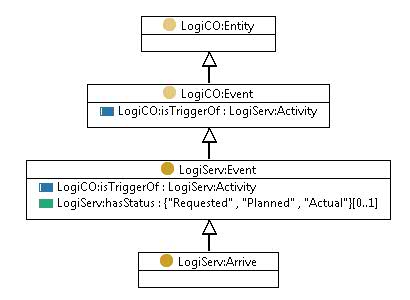 LogiCO:Entity
LogiCO:Event
LogiCO:isTriggerOf : LogiServ:Activity
LogiServ:Event
LogiCO:isTriggerOf : LogiServ:Activity
LogiServ:hasStatus : {"Requested" , "Planned" , "Actual"}[0..1]
LogiServ:Arrive